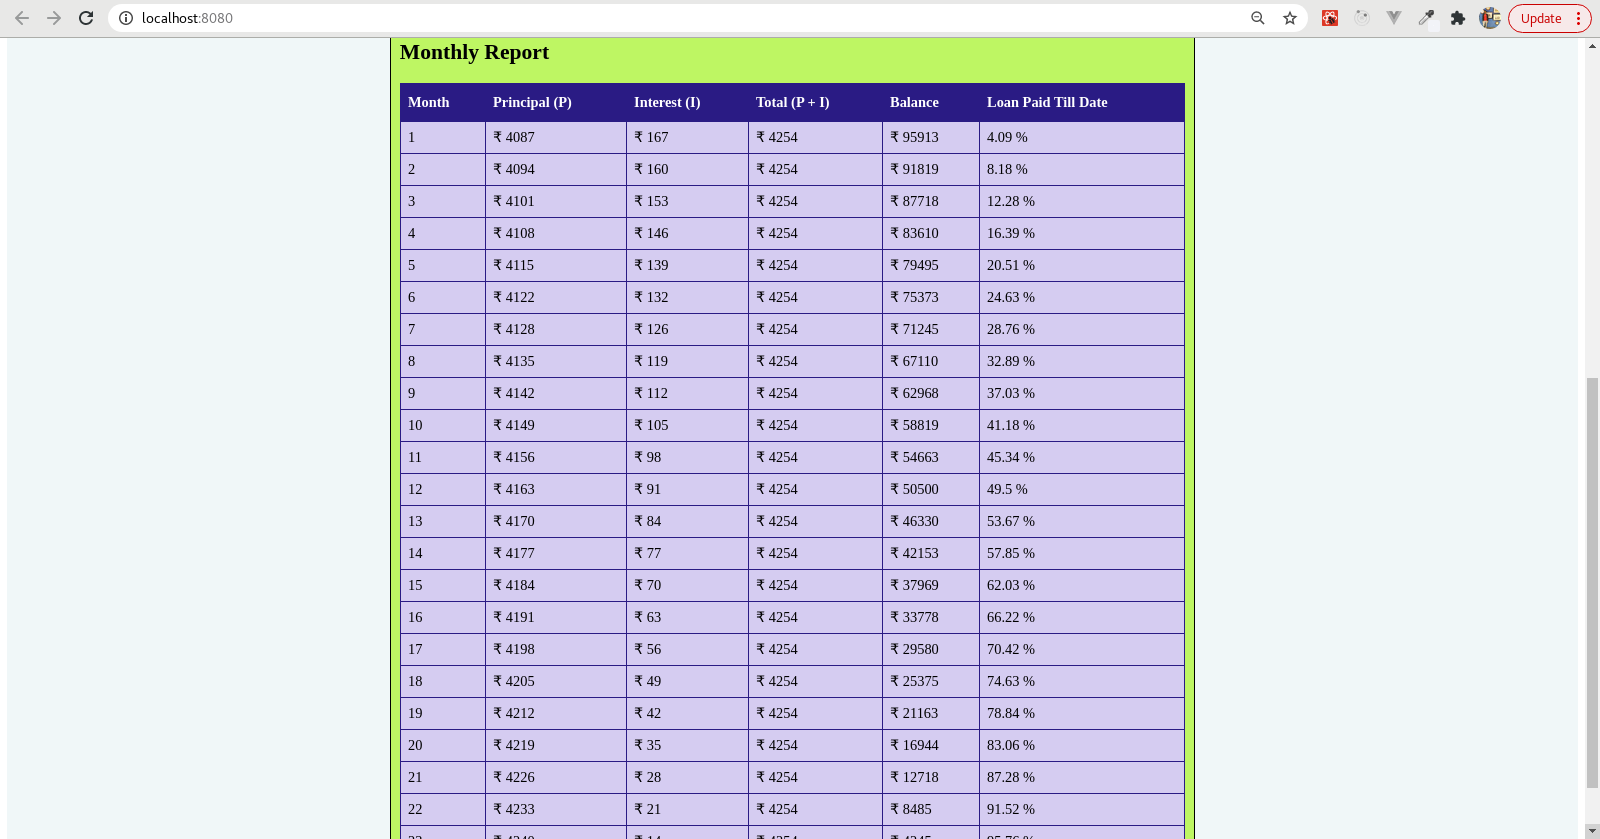 localhost:8080
Update
Monthly Report
Month Principal (P) Interest (I) Total (P + I) Balance Loan Paid Till Date
1 ₹ 4087 ₹ 167 ₹ 4254 ₹ 95913 4.09 %
2 ₹ 4094 ₹ 160 ₹ 4254 ₹ 91819 8.18 %
3 ₹ 4101 ₹ 153 ₹ 4254 ₹ 87718 12.28 %
4 ₹ 4108 ₹ 146 ₹ 4254 ₹ 83610 16.39 %
5 ₹ 4115 ₹ 139 ₹ 4254 ₹ 79495 20.51 %
6 ₹ 4122 ₹ 132 ₹ 4254 ₹ 75373 24.63 %
7 ₹ 4128 ₹ 126 ₹ 4254 ₹ 71245 28.76 %
8 ₹ 4135 ₹ 119 ₹ 4254 ₹ 67110 32.89 %
9 ₹ 4142 ₹ 112 ₹ 4254 ₹ 62968 37.03 %
10 ₹ 4149 ₹ 105 ₹ 4254 ₹ 58819 41.18 %
11 ₹ 4156 ₹ 98 ₹ 4254 ₹ 54663 45.34 %
12 ₹ 4163 ₹ 91 ₹ 4254 ₹ 50500 49.5 %
13 ₹ 4170 ₹ 84 ₹ 4254 ₹ 46330 53.67 %
14 ₹ 4177 ₹ 77 ₹ 4254 ₹ 42153 57.85 %
15 ₹ 4184 ₹ 70 ₹ 4254 ₹ 37969 62.03 %
16 ₹ 4191 ₹ 63 ₹ 4254 ₹ 33778 66.22 %
17 ₹ 4198 ₹ 56 ₹ 4254 ₹ 29580 70.42 %
18 ₹ 4205 ₹ 49 ₹ 4254 ₹ 25375 74.63 %
19 ₹ 4212 ₹ 42 ₹ 4254 ₹ 21163 78.84 %
20 ₹ 4219 ₹ 35 ₹ 4254 ₹ 16944 83.06 %
21 ₹ 4226 ₹ 28 ₹ 4254 ₹ 12718 87.28 %
22 ₹ 4233 ₹ 21 ₹ 4254 ₹ 8485 91.52 %